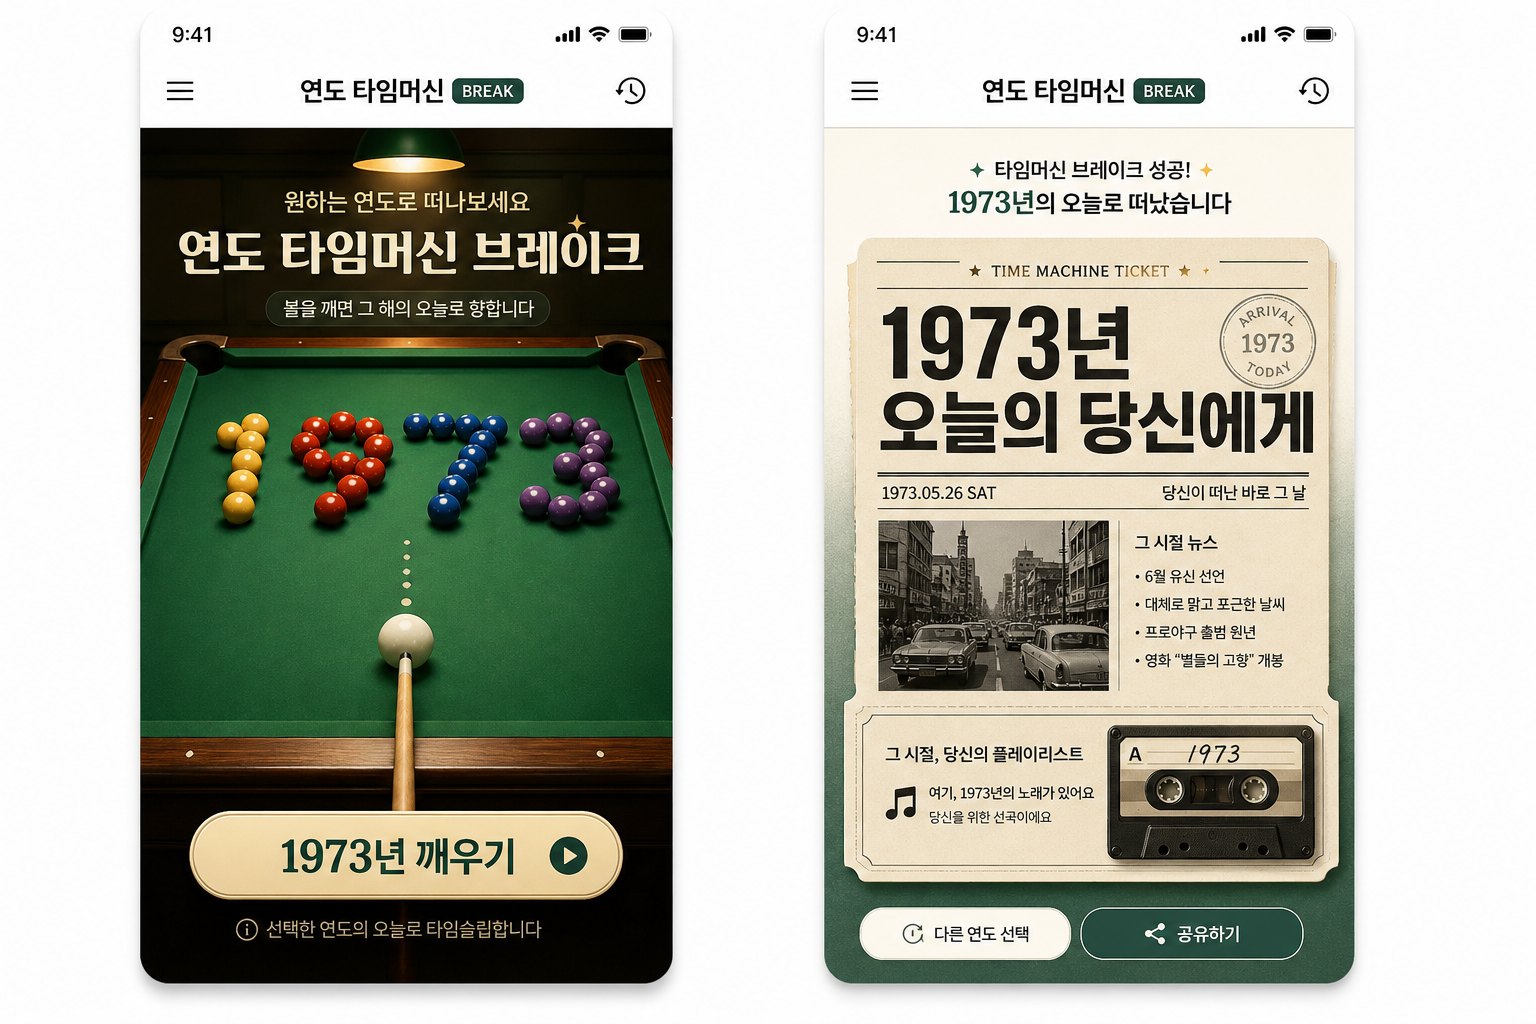 9:41
연도 타임머신 BREAK
원하는 연도로 떠나보세요
연도 타임머신 브레이크
볼을 깨면 그 해의 오늘로 향합니다
1973
1973년 깨우기
선택한 연도의 오늘로 타임슬립합니다
9:41
연도 타임머신 BREAK
타임머신 브레이크 성공!
1973년의 오늘로 떠났습니다
TIME MACHINE TICKET
1973년
오늘의 당신에게
ARRIVAL
1973
TODAY
1973.05.26 SAT
당신이 떠난 바로 그 날
그 시절 뉴스
• 6월 유신 선언
• 대체로 맑고 포근한 날씨
• 프로야구 출범 원년
• 영화 "별들의 고향" 개봉
그 시절, 당신의 플레이리스트
여기, 1973년의 노래가 있어요
당신을 위한 선곡이에요
A 1973
다른 연도 선택
공유하기